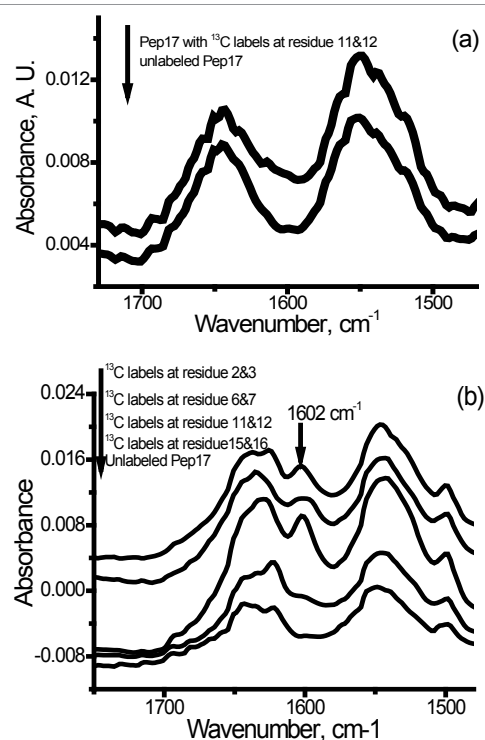 (a)
Pep17 with ¹³C labels at residue 11&12
unlabeled Pep17
0.012
0.008
0.004
Absorbance, A. U.
1700 1600 1500
Wavenumber, cm⁻¹
(b)
¹³C labels at residue 2&3
¹³C labels at residue 6&7
¹³C labels at residue 11&12
¹³C labels at residue15&16
Unlabeled Pep17
1602 cm⁻¹
0.024
0.016
0.008
0.000
-0.008
Absorbance
1700 1600 1500
Wavenumber, cm-1